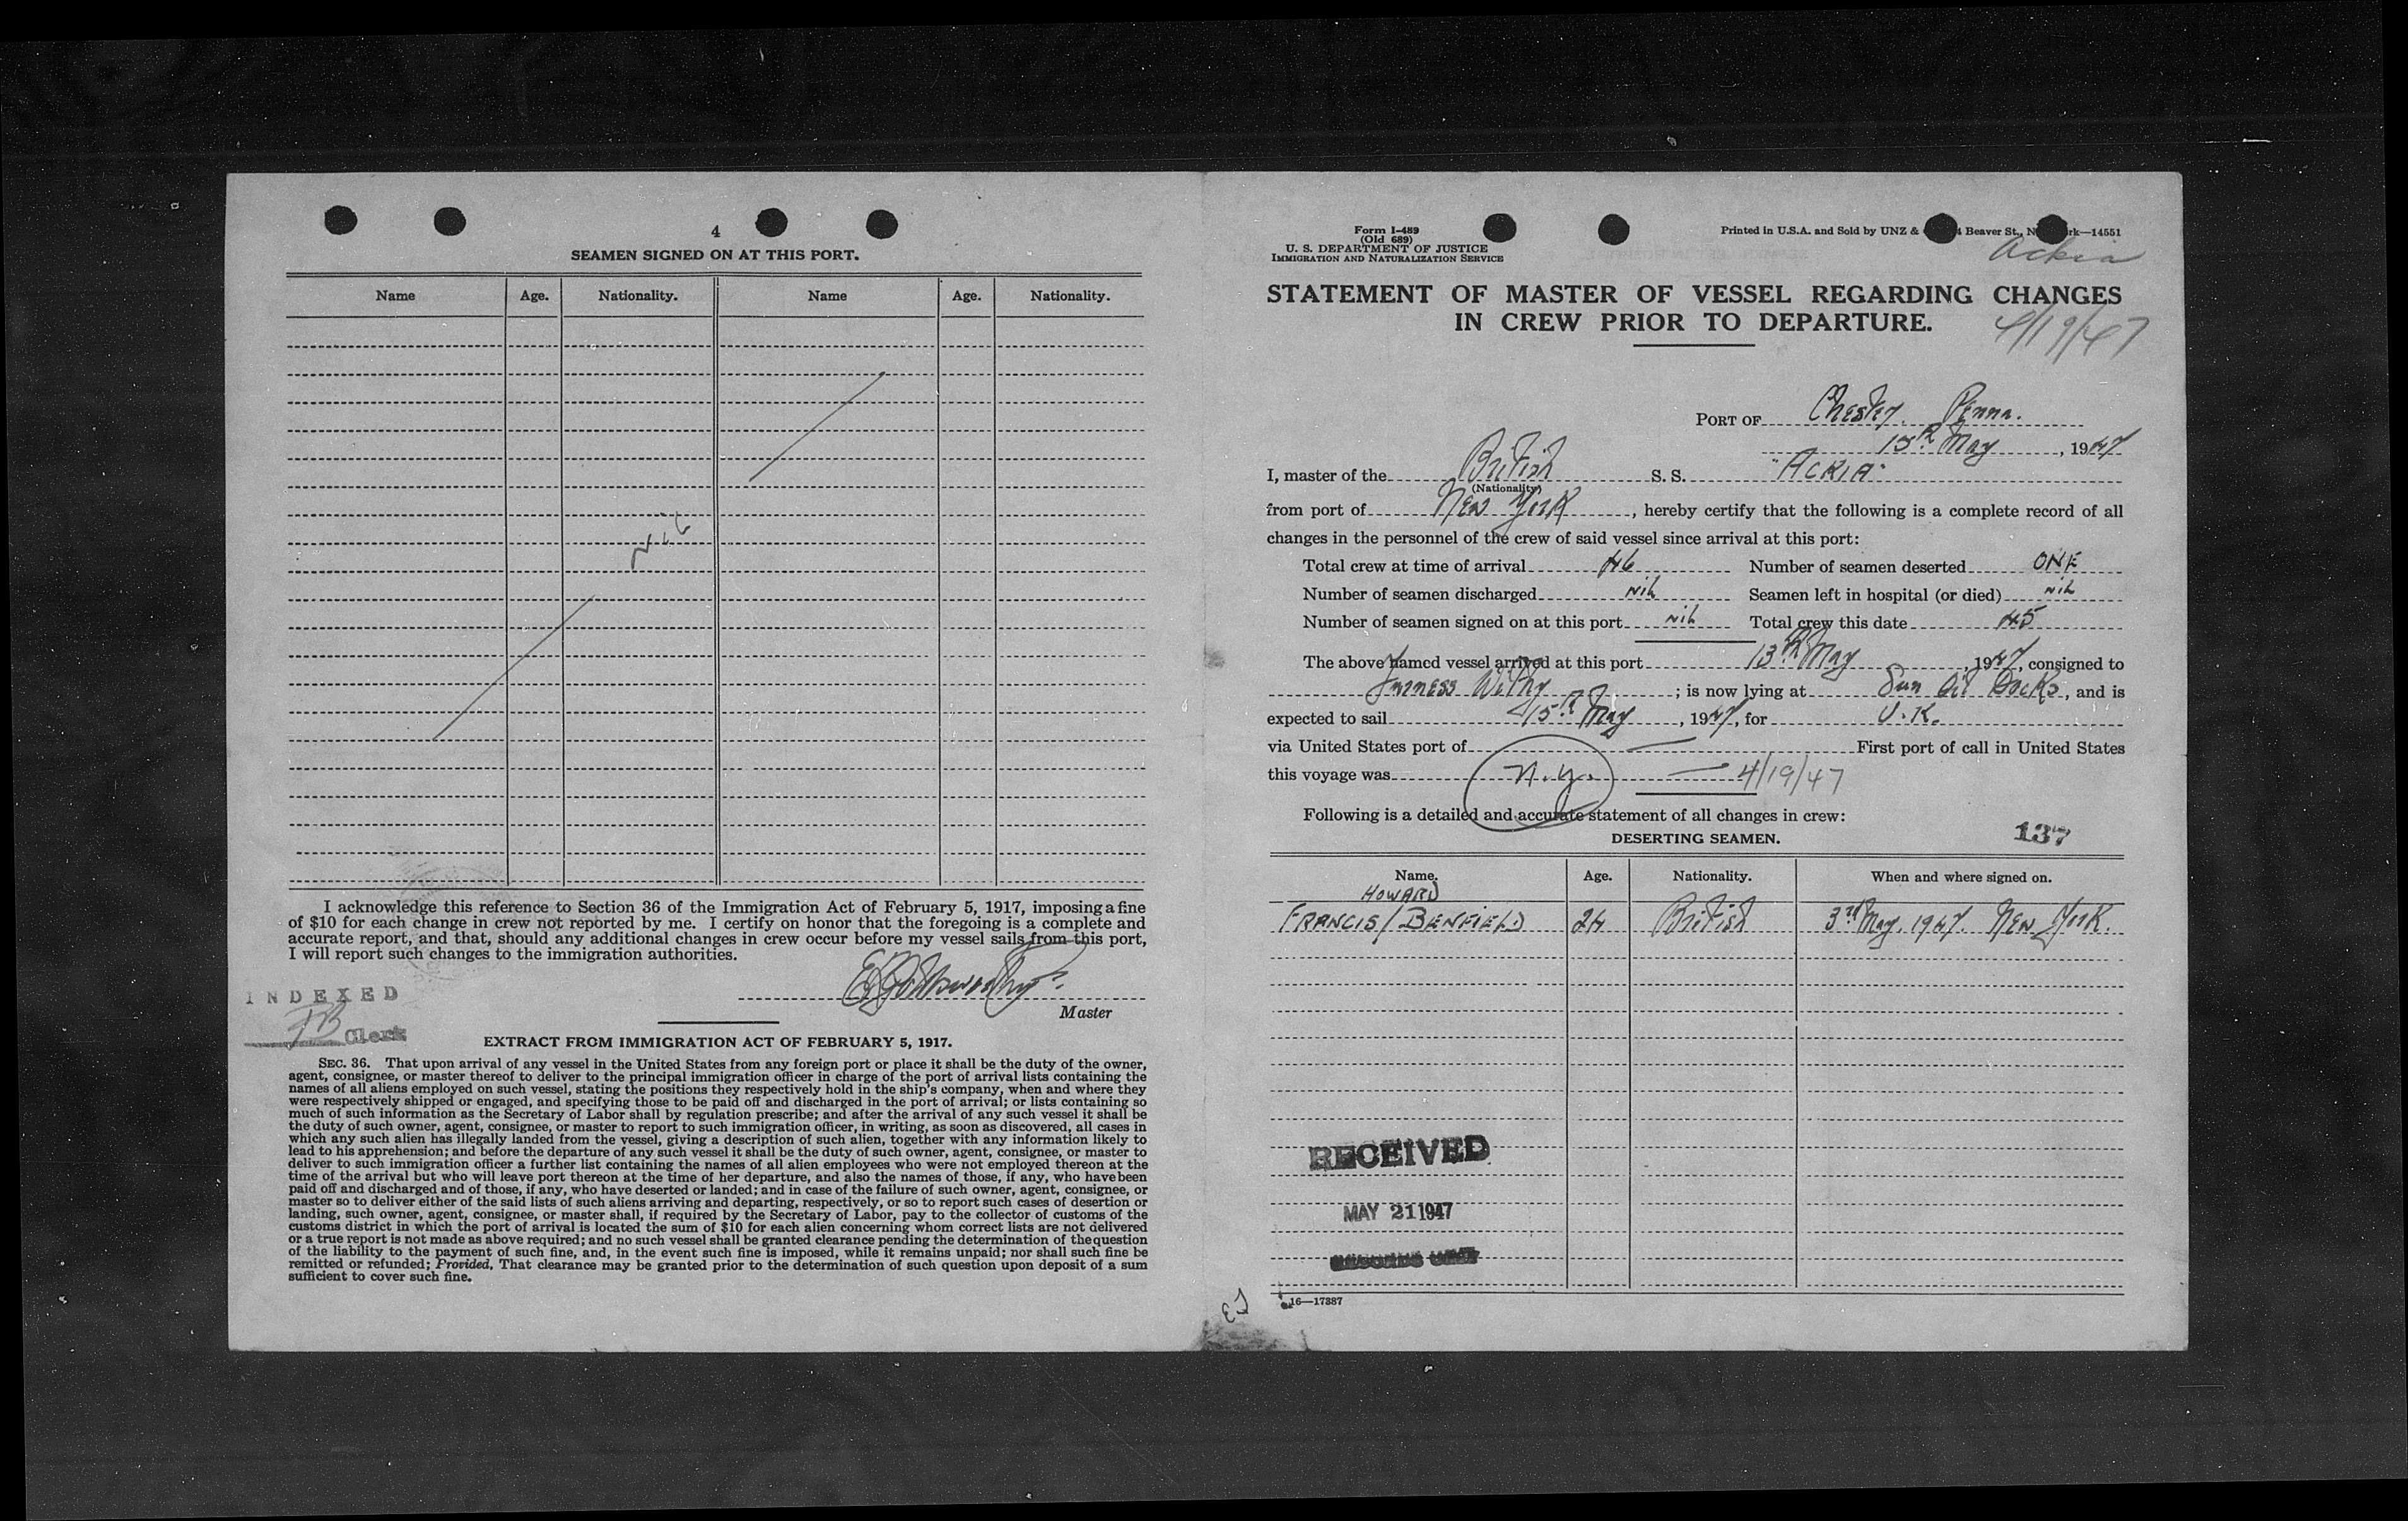 4
SEAMEN SIGNED ON AT THIS PORT.
Name Age. Nationality. Name Age. Nationality.
Nil
I acknowledge this reference to Section 36 of the Immigration Act of February 5, 1917, imposing a fine
of $10 for each change in crew not reported by me. I certify on honor that the foregoing is a complete and
accurate report, and that, should any additional changes in crew occur before my vessel sails from this port,
I will report such changes to the immigration authorities.
INDEXED
Master
Clerk
EXTRACT FROM IMMIGRATION ACT OF FEBRUARY 5, 1917.
SEC. 36. That upon arrival of any vessel in the United States from any foreign port or place it shall be the duty of the owner,
agent, consignee, or master thereof to deliver to the principal immigration officer in charge of the port of arrival lists containing the
names of all aliens employed on such vessel, stating the positions they respectively hold in the ship's company, when and where they
were respectively shipped or engaged, and specifying those to be paid off and discharged in the port of arrival; or lists containing so
much of such information as the Secretary of Labor shall by regulation prescribe; and after the arrival of any such vessel it shall be
the duty of such owner, agent, consignee, or master to report to such immigration officer, in writing, as soon as discovered, all cases in
which any such alien has illegally landed from the vessel, giving a description of such alien, together with any information likely to
lead to his apprehension; and before the departure of any such vessel it shall be the duty of such owner, agent, consignee, or master to
deliver to such immigration officer a further list containing the names of all alien employees who were not employed thereon at the
time of the arrival but who will leave port thereon at the time of her departure, and also the names of those, if any, who have been
paid off and discharged and of those, if any, who have deserted or landed; and in case of the failure of such owner, agent, consignee, or
master so to deliver either of the said lists of such aliens arriving and departing, respectively, or so to report such cases of desertion or
landing, such owner, agent, consignee, or master shall, if required by the Secretary of Labor, pay to the collector of customs of the
customs district in which the port of arrival is located the sum of $10 for each alien concerning whom correct lists are not delivered
or a true report is not made as above required; and no such vessel shall be granted clearance pending the determination of the question
of the liability to the payment of such fine, and, in the event such fine is imposed, while it remains unpaid; nor shall such fine be
remitted or refunded; Provided, That clearance may be granted prior to the determination of such question upon deposit of a sum
sufficient to cover such fine.
Form I-489
(Old 689)
U. S. DEPARTMENT OF JUSTICE
IMMIGRATION AND NATURALIZATION SERVICE
Printed in U.S.A. and Sold by UNZ & Beaver St., N rk—14551
Ackia
STATEMENT OF MASTER OF VESSEL REGARDING CHANGES
IN CREW PRIOR TO DEPARTURE.
4/19/47
PORT OF Chester. Penna.
15th May, 1947
I, master of the British S. S. "ACKIA"
(Nationality)
from port of New York, hereby certify that the following is a complete record of all
changes in the personnel of the crew of said vessel since arrival at this port:
Total crew at time of arrival 46 Number of seamen deserted ONE
Number of seamen discharged Nil Seamen left in hospital (or died) Nil
Number of seamen signed on at this port Nil Total crew this date 45
The above named vessel arrived at this port 13th May, 1947, consigned to
Furness Withy; is now lying at Sun Oil Docks, and is
expected to sail 15th May, 1947, for U.K.
via United States port of First port of call in United States
this voyage was N.Y. 4/19/47
Following is a detailed and accurate statement of all changes in crew:
DESERTING SEAMEN.
137
Name. Age. Nationality. When and where signed on.
HOWARD
FRANCIS/BENFIELD 24 British 3rd May. 1947. New York.
RECEIVED
MAY 21 1947
16—17387